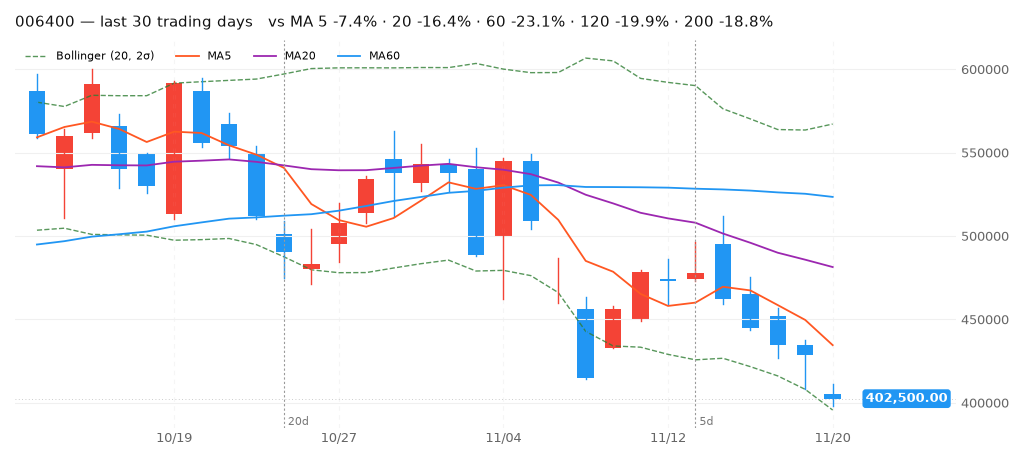 006400 — last 30 trading days vs MA 5 -7.4% · 20 -16.4% · 60 -23.1% · 120 -19.9% · 200 -18.8%
Bollinger (20, 2σ) MA5 MA20 MA60
600000
550000
500000
450000
402,500.00
400000
20d 5d
10/19 10/27 11/04 11/12 11/20